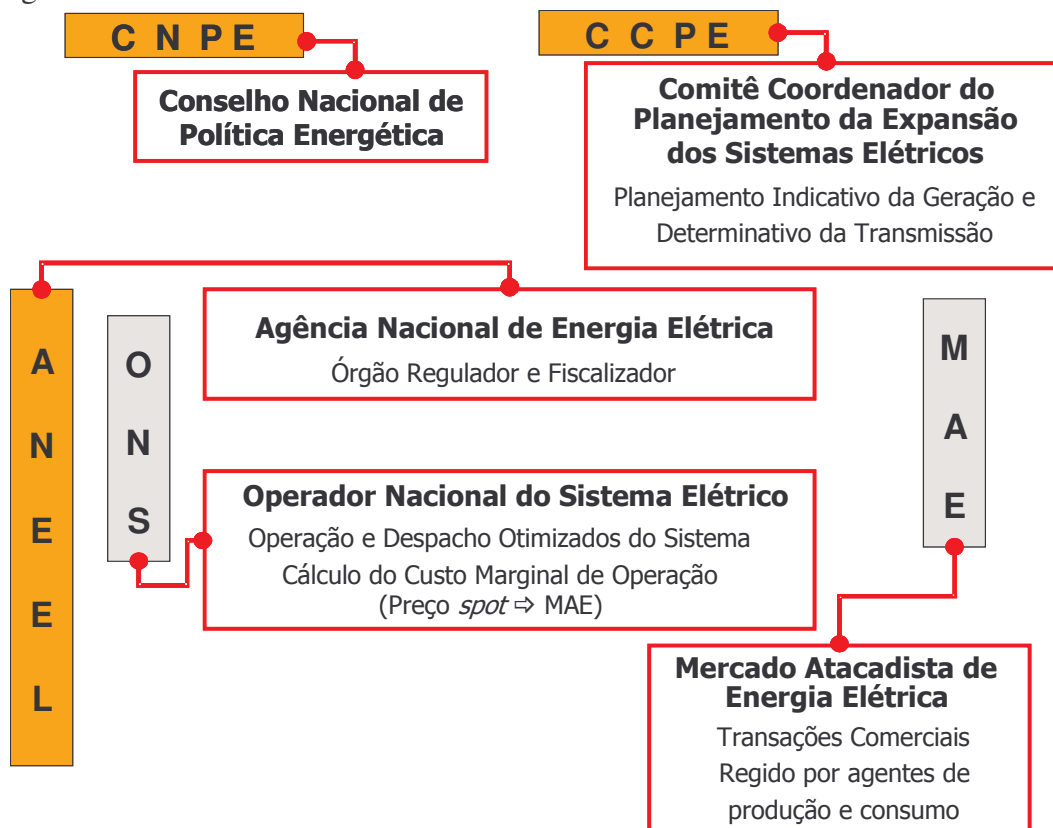 C N P E
C C P E
Conselho Nacional de
Política Energética
Comitê Coordenador do
Planejamento da Expansão
dos Sistemas Elétricos
Planejamento Indicativo da Geração e
Determinativo da Transmissão
A
N
E
E
L
O
N
S
Agência Nacional de Energia Elétrica
Órgão Regulador e Fiscalizador
Operador Nacional do Sistema Elétrico
Operação e Despacho Otimizados do Sistema
Cálculo do Custo Marginal de Operação
(Preço spot ⇨ MAE)
M
A
E
Mercado Atacadista de
Energia Elétrica
Transações Comerciais
Regido por agentes de
produção e consumo